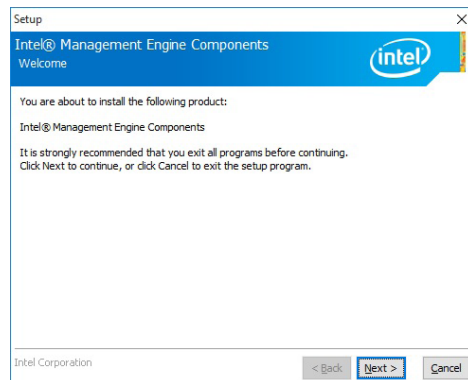 Setup
Intel® Management Engine Components
Welcome
intel
You are about to install the following product:
Intel® Management Engine Components
It is strongly recommended that you exit all programs before continuing.
Click Next to continue, or click Cancel to exit the setup program.
Intel Corporation
< Back
Next >
Cancel